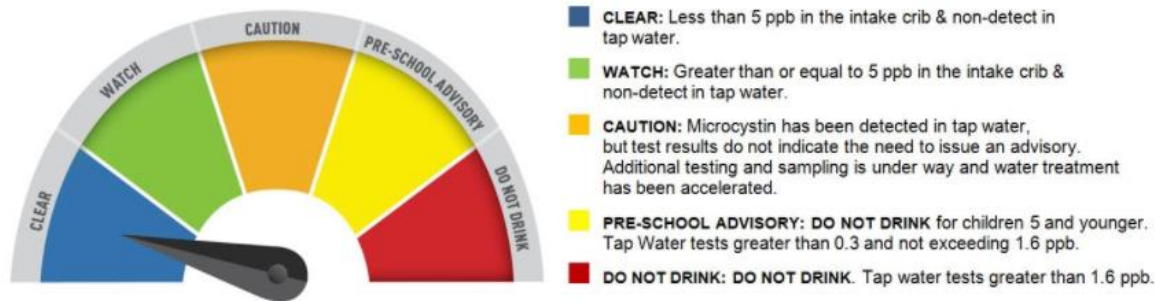 CLEAR
WATCH
CAUTION
PRE-SCHOOL ADVISORY
DO NOT DRINK
CLEAR: Less than 5 ppb in the intake crib & non-detect in
tap water.
WATCH: Greater than or equal to 5 ppb in the intake crib &
non-detect in tap water.
CAUTION: Microcystin has been detected in tap water,
but test results do not indicate the need to issue an advisory.
Additional testing and sampling is under way and water treatment
has been accelerated.
PRE-SCHOOL ADVISORY: DO NOT DRINK for children 5 and younger.
Tap Water tests greater than 0.3 and not exceeding 1.6 ppb.
DO NOT DRINK: DO NOT DRINK. Tap water tests greater than 1.6 ppb.